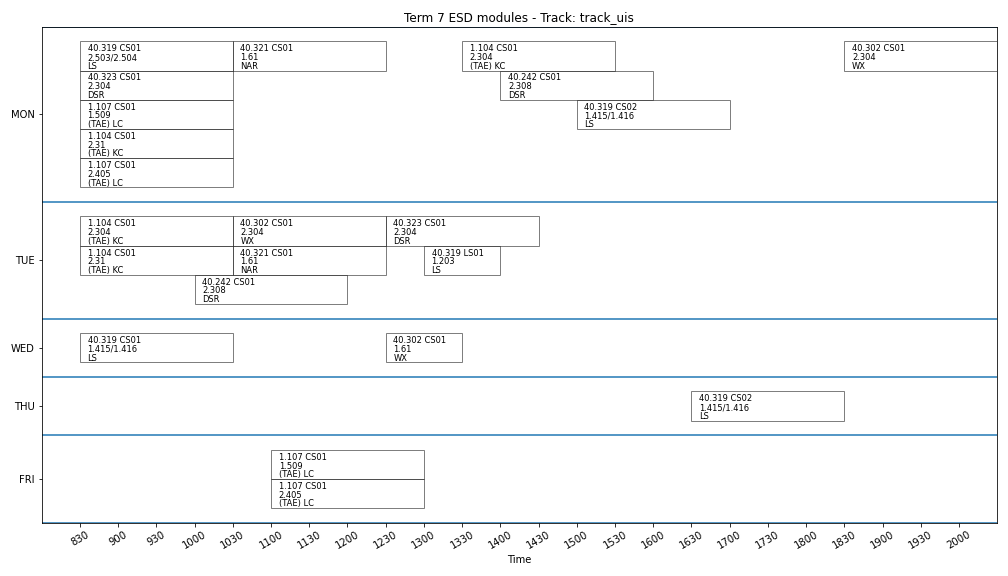 Term 7 ESD modules - Track: track_uis
MON
40.319 CS01
2.503/2.504
LS
40.321 CS01
1.61
NAR
1.104 CS01
2.304
(TAE) KC
40.302 CS01
2.304
WX
40.323 CS01
2.304
DSR
40.242 CS01
2.308
DSR
1.107 CS01
1.509
(TAE) LC
40.319 CS02
1.415/1.416
LS
1.104 CS01
2.31
(TAE) KC
1.107 CS01
2.405
(TAE) LC
TUE
1.104 CS01
2.304
(TAE) KC
40.302 CS01
2.304
WX
40.323 CS01
2.304
DSR
1.104 CS01
2.31
(TAE) KC
40.321 CS01
1.61
NAR
40.319 LS01
1.203
LS
40.242 CS01
2.308
DSR
WED
40.319 CS01
1.415/1.416
LS
40.302 CS01
1.61
WX
THU
40.319 CS02
1.415/1.416
LS
FRI
1.107 CS01
1.509
(TAE) LC
1.107 CS01
2.405
(TAE) LC
830 900 930 1000 1030 1100 1130 1200 1230 1300 1330 1400 1430 1500 1530 1600 1630 1700 1730 1800 1830 1900 1930 2000
Time